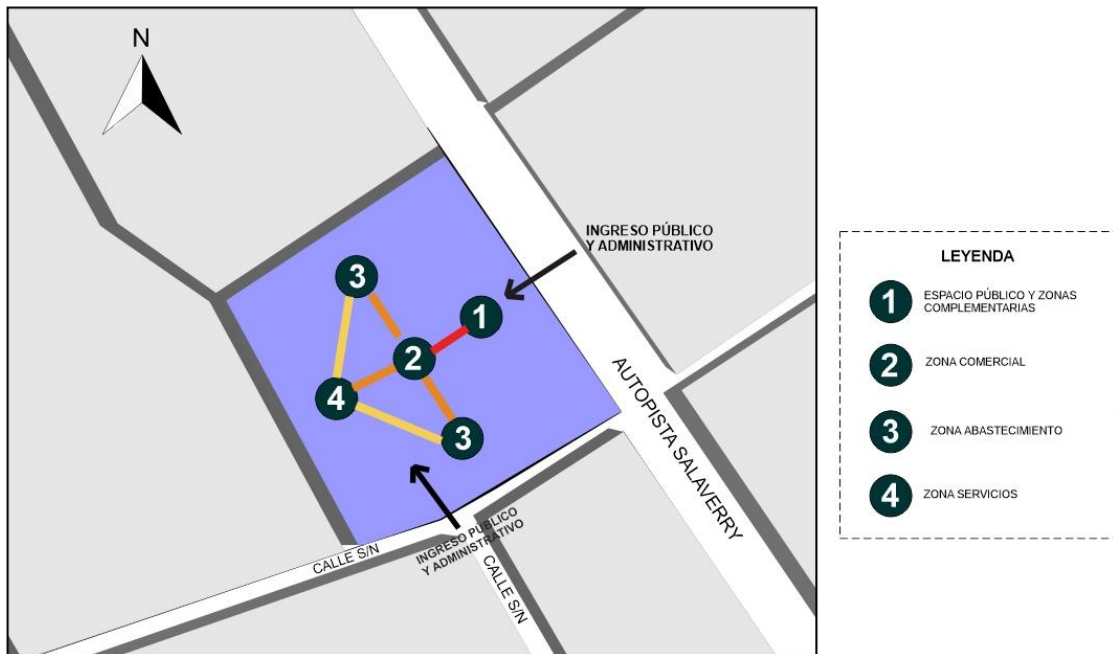 N
INGRESO PÚBLICO
Y ADMINISTRATIVO
3
1
2
4
3
AUTOPISTA SALAVERRY
INGRESO PÚBLICO
Y ADMINISTRATIVO
CALLE S/N
CALLE S/N
LEYENDA
1 ESPACIO PÚBLICO Y ZONAS
COMPLEMENTARIAS
2 ZONA COMERCIAL
3 ZONA ABASTECIMIENTO
4 ZONA SERVICIOS